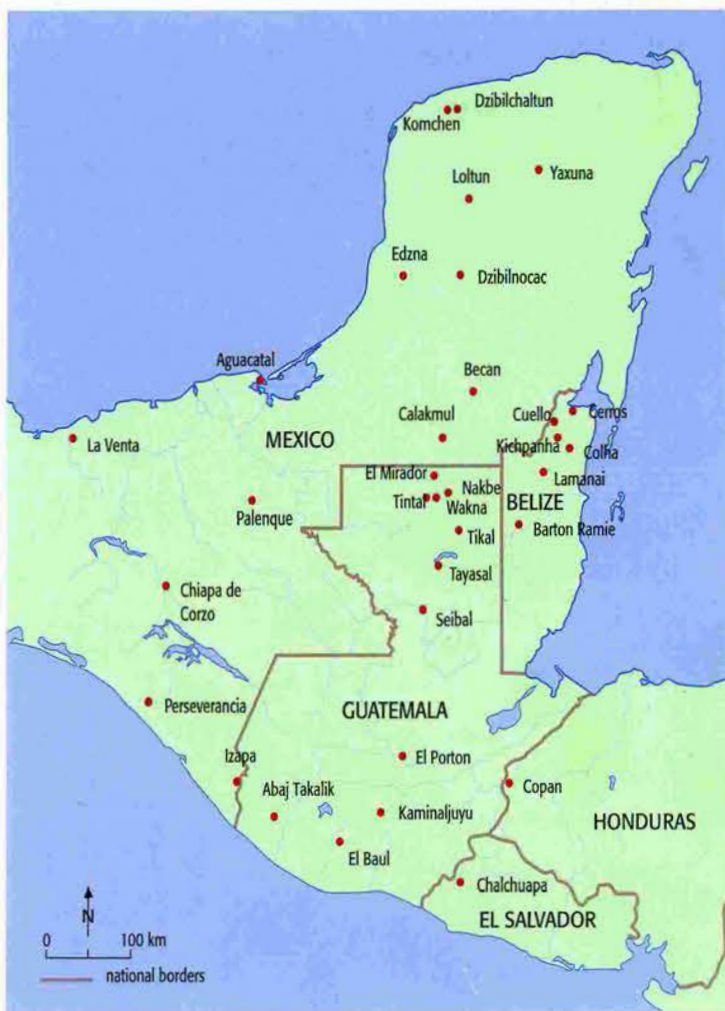 Dzibilchaltun
Komchen
Yaxuna
Loltun
Edzna
Dzibilnocac
Aguacatal
Becan
Calakmul
Cuello
Cerros
La Venta
MEXICO
Kichpanha
Colha
El Mirador
Lamanai
Nakbe
Tintal
Wakna
BELIZE
Palenque
Barton Ramie
Tikal
Tayasal
Chiapa de
Corzo
Seibal
Perseverancia
GUATEMALA
El Porton
Izapa
Copan
Abaj Takalik
Kaminaljuyu
HONDURAS
El Baul
Chalchuapa
EL SALVADOR
N
0 100 km
national borders